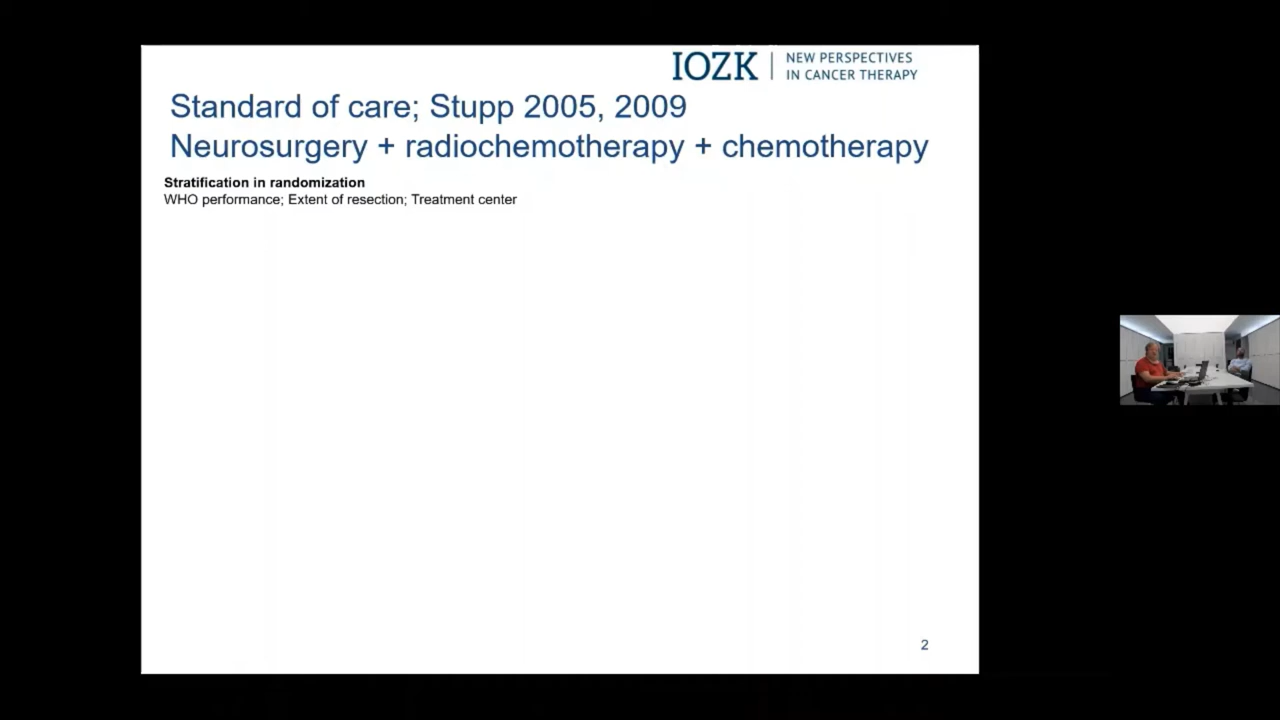 IOZK
NEW PERSPECTIVES
IN CANCER THERAPY
Standard of care; Stupp 2005, 2009
Neurosurgery + radiochemotherapy + chemotherapy
Stratification in randomization
WHO performance; Extent of resection; Treatment center
2